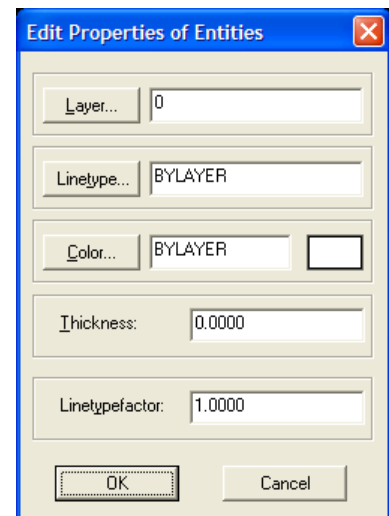 Edit Properties of Entities
Layer... 0
Linetype... BYLAYER
Color... BYLAYER
Thickness: 0.0000
Linetypefactor: 1.0000
OK Cancel